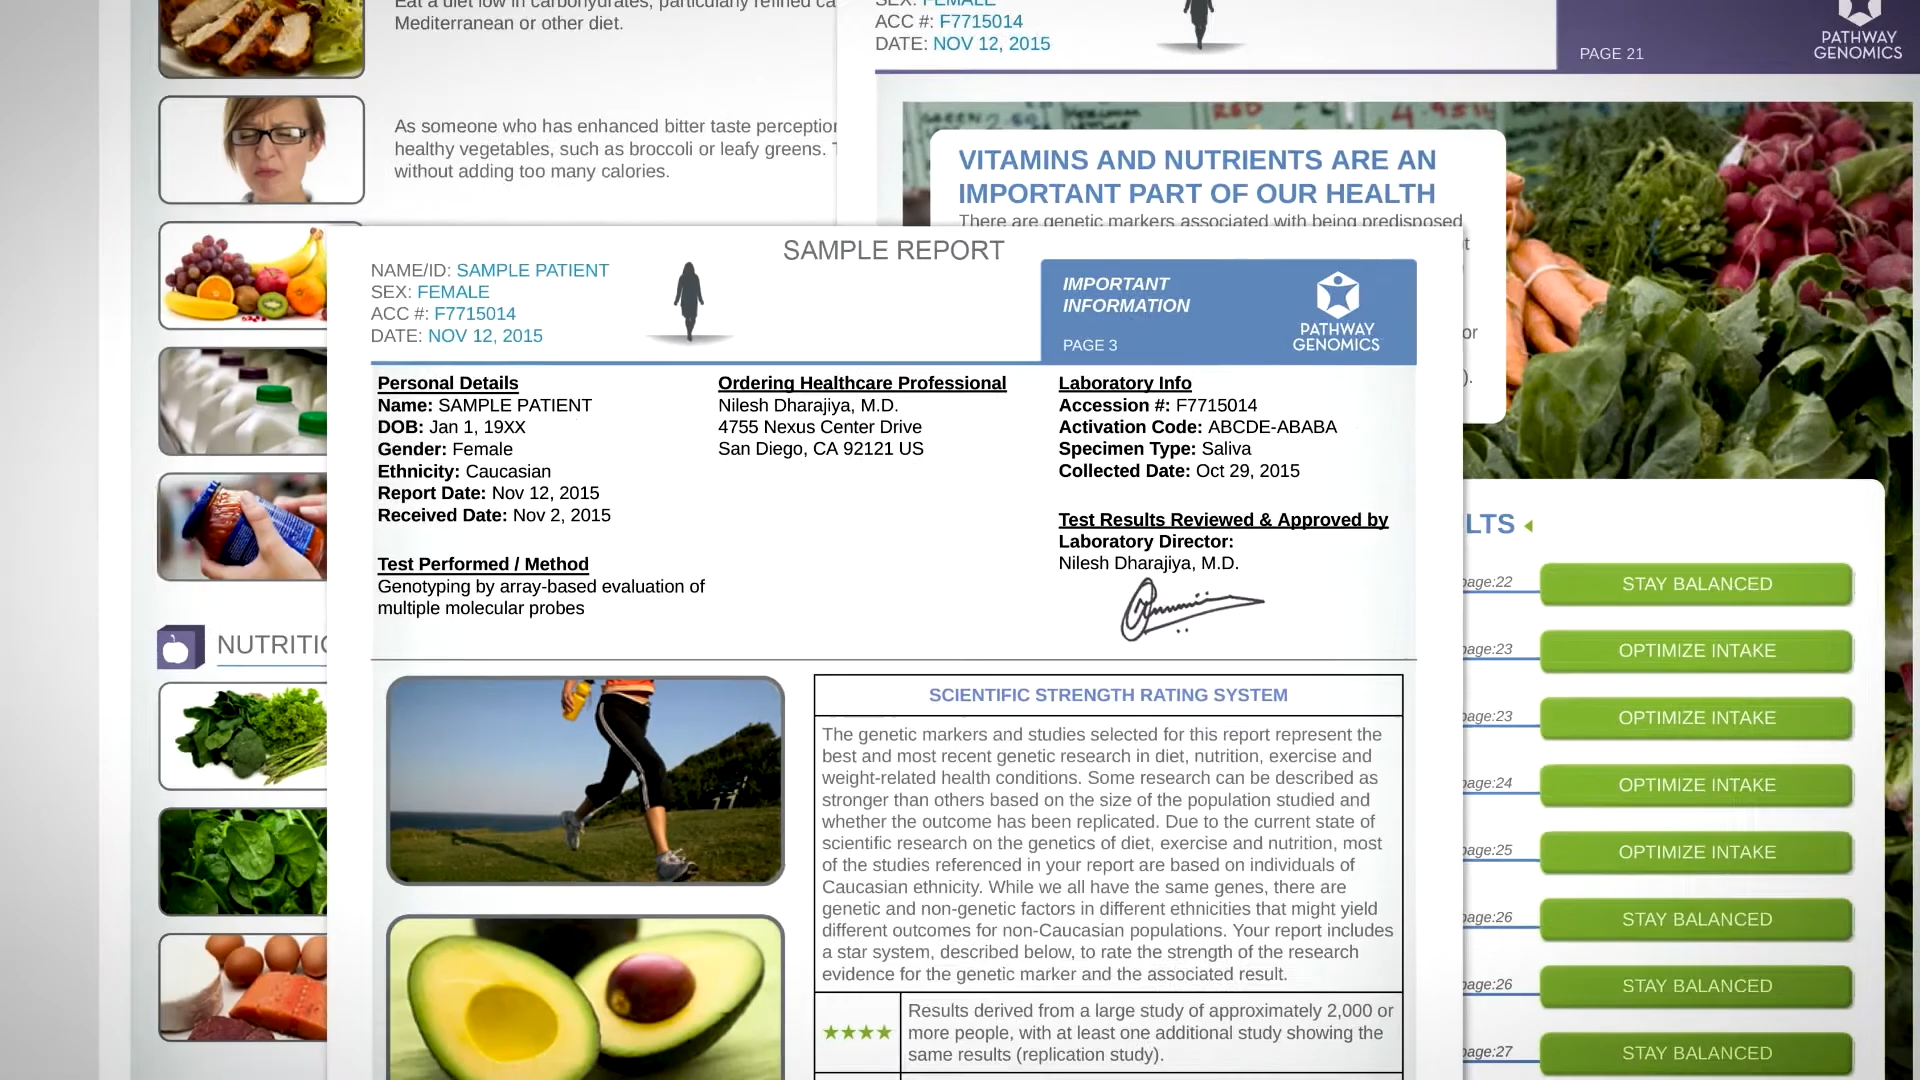 Eat a diet low in carbohydrates, particularly refined ca
Mediterranean or other diet.
As someone who has enhanced bitter taste perception
healthy vegetables, such as broccoli or leafy greens. T
without adding too many calories.
NUTRITIO
SEX: FEMALE
ACC #: F7715014
DATE: NOV 12, 2015
PAGE 21
PATHWAY
GENOMICS
GREEN
RED
VITAMINS AND NUTRIENTS ARE AN
IMPORTANT PART OF OUR HEALTH
There are genetic markers associated with being predisposed
or
).
SAMPLE REPORT
NAME/ID: SAMPLE PATIENT
SEX: FEMALE
ACC #: F7715014
DATE: NOV 12, 2015
IMPORTANT
INFORMATION
PAGE 3
PATHWAY
GENOMICS
Personal Details
Name: SAMPLE PATIENT
DOB: Jan 1, 19XX
Gender: Female
Ethnicity: Caucasian
Report Date: Nov 12, 2015
Received Date: Nov 2, 2015
Test Performed / Method
Genotyping by array-based evaluation of
multiple molecular probes
Ordering Healthcare Professional
Nilesh Dharajiya, M.D.
4755 Nexus Center Drive
San Diego, CA 92121 US
Laboratory Info
Accession #: F7715014
Activation Code: ABCDE-ABABA
Specimen Type: Saliva
Collected Date: Oct 29, 2015
Test Results Reviewed & Approved by
Laboratory Director:
Nilesh Dharajiya, M.D.
SCIENTIFIC STRENGTH RATING SYSTEM
The genetic markers and studies selected for this report represent the
best and most recent genetic research in diet, nutrition, exercise and
weight-related health conditions. Some research can be described as
stronger than others based on the size of the population studied and
whether the outcome has been replicated. Due to the current state of
scientific research on the genetics of diet, exercise and nutrition, most
of the studies referenced in your report are based on individuals of
Caucasian ethnicity. While we all have the same genes, there are
genetic and non-genetic factors in different ethnicities that might yield
different outcomes for non-Caucasian populations. Your report includes
a star system, described below, to rate the strength of the research
evidence for the genetic marker and the associated result.
★★★★ Results derived from a large study of approximately 2,000 or
more people, with at least one additional study showing the
same results (replication study).
LTS
page:22 STAY BALANCED
page:23 OPTIMIZE INTAKE
page:23 OPTIMIZE INTAKE
page:24 OPTIMIZE INTAKE
page:25 OPTIMIZE INTAKE
page:26 STAY BALANCED
page:26 STAY BALANCED
page:27 STAY BALANCED